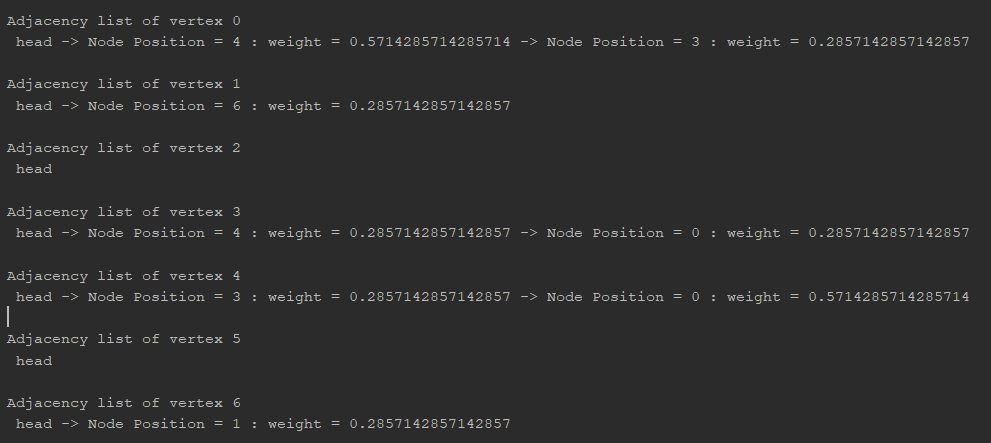 Adjacency list of vertex 0
head -> Node Position = 4 : weight = 0.5714285714285714 -> Node Position = 3 : weight = 0.2857142857142857
Adjacency list of vertex 1
head -> Node Position = 6 : weight = 0.2857142857142857
Adjacency list of vertex 2
head
Adjacency list of vertex 3
head -> Node Position = 4 : weight = 0.2857142857142857 -> Node Position = 0 : weight = 0.2857142857142857
Adjacency list of vertex 4
head -> Node Position = 3 : weight = 0.2857142857142857 -> Node Position = 0 : weight = 0.5714285714285714
Adjacency list of vertex 5
head
Adjacency list of vertex 6
head -> Node Position = 1 : weight = 0.2857142857142857